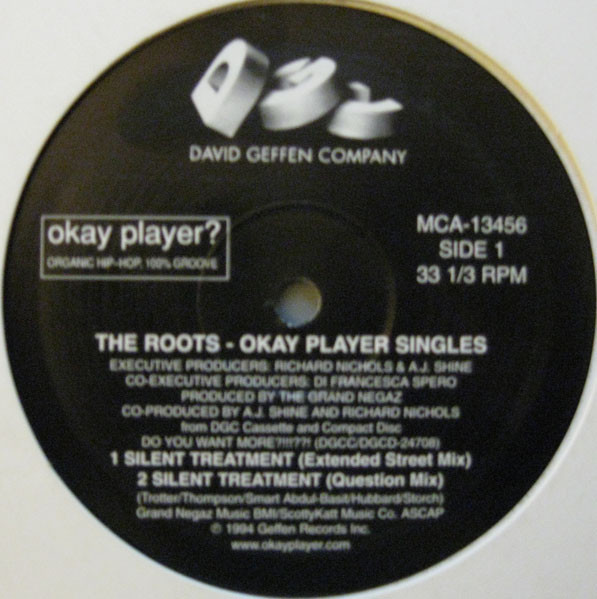 DGC
DAVID GEFFEN COMPANY
okay player?
ORGANIC HIP-HOP, 100% GROOVE
MCA-13456
SIDE 1
33 1/3 RPM
THE ROOTS - OKAY PLAYER SINGLES
EXECUTIVE PRODUCERS: RICHARD NICHOLS & A.J. SHINE
CO-EXECUTIVE PRODUCERS: DI FRANCESCA SPERO
PRODUCED BY THE GRAND NEGAZ
CO-PRODUCED BY A.J. SHINE AND RICHARD NICHOLS
from DGC Cassette and Compact Disc
DO YOU WANT MORE?!!!??! (DGCC/DGCD-24708)
1 SILENT TREATMENT (Extended Street Mix)
2 SILENT TREATMENT (Question Mix)
(Trotter/Thompson/Smart Abdul-Basit/Hubbard/Storch)
Grand Negaz Music BMI/ScottyKatt Music Co. ASCAP
℗ 1994 Geffen Records Inc.
www.okayplayer.com